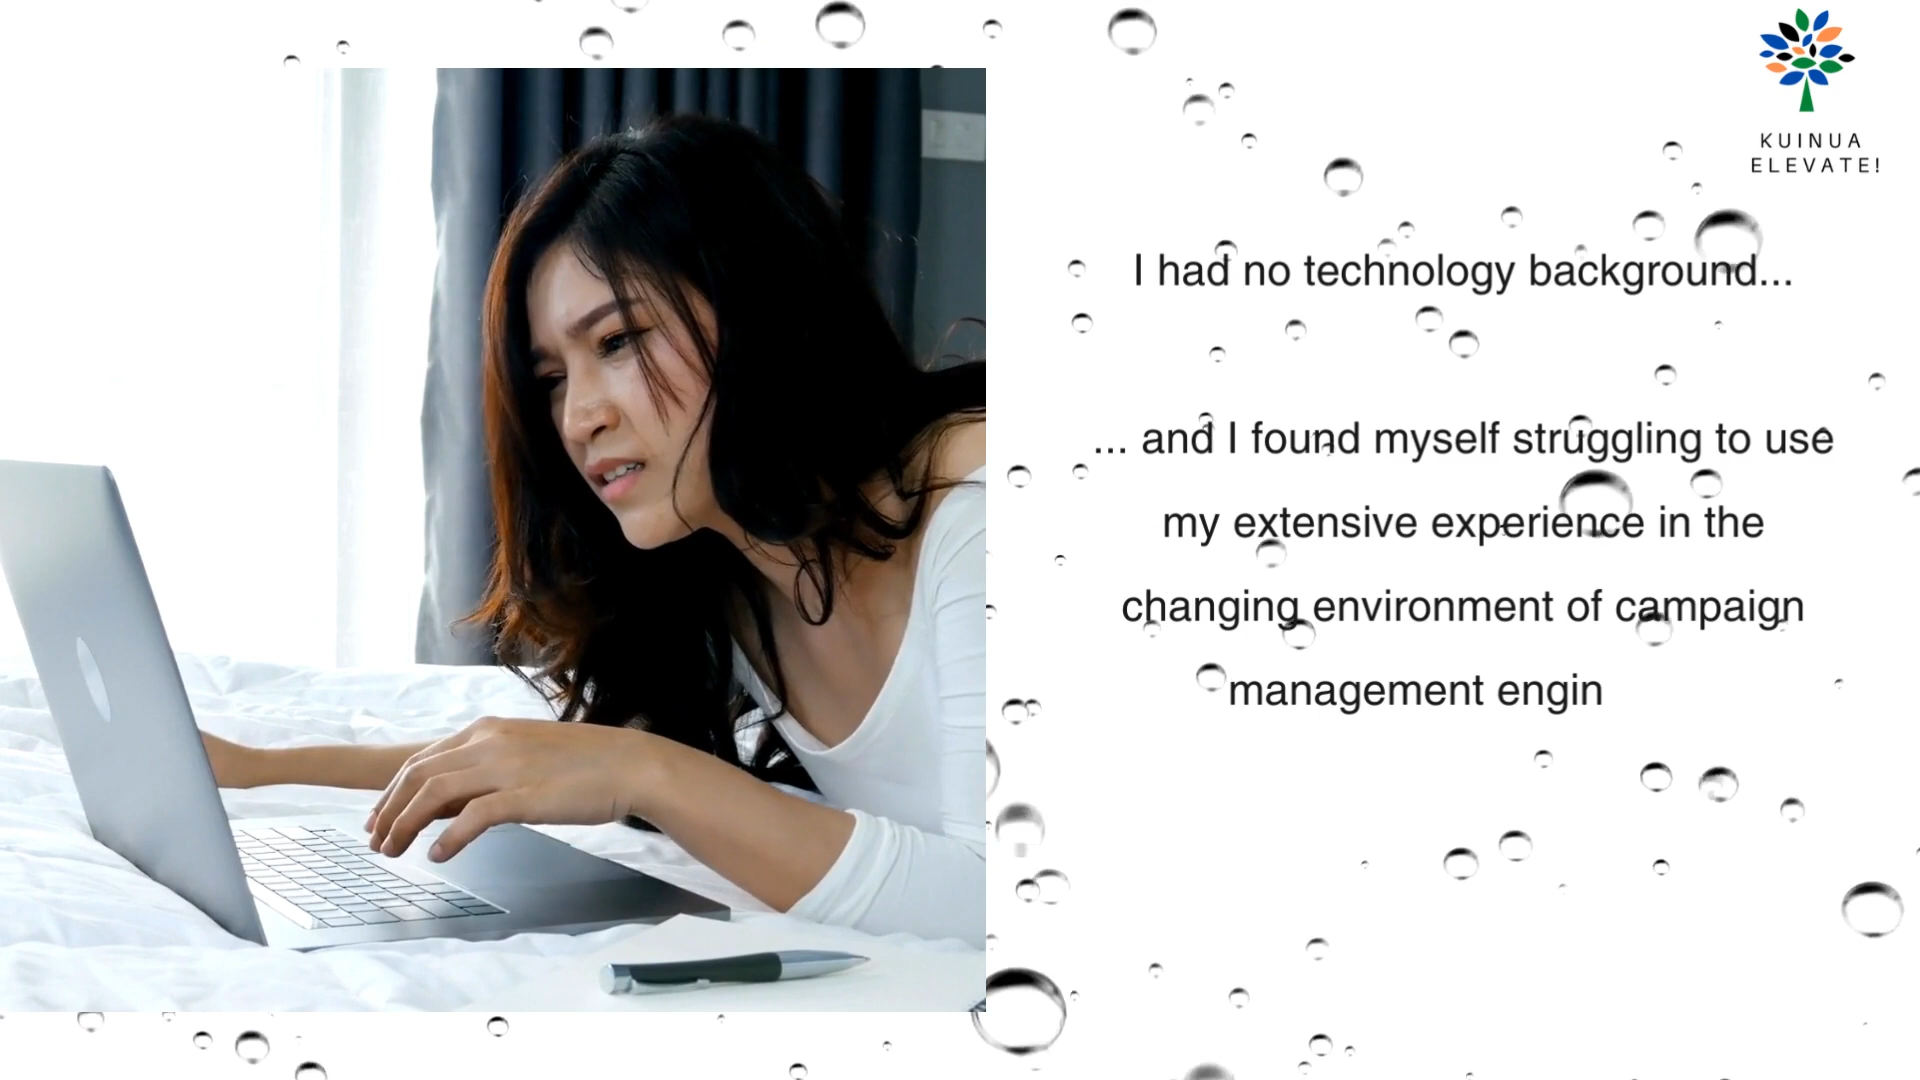 KUINUA
ELEVATE!
I had no technology background...
... and I found myself struggling to use
my extensive experience in the
changing environment of campaign
management engin